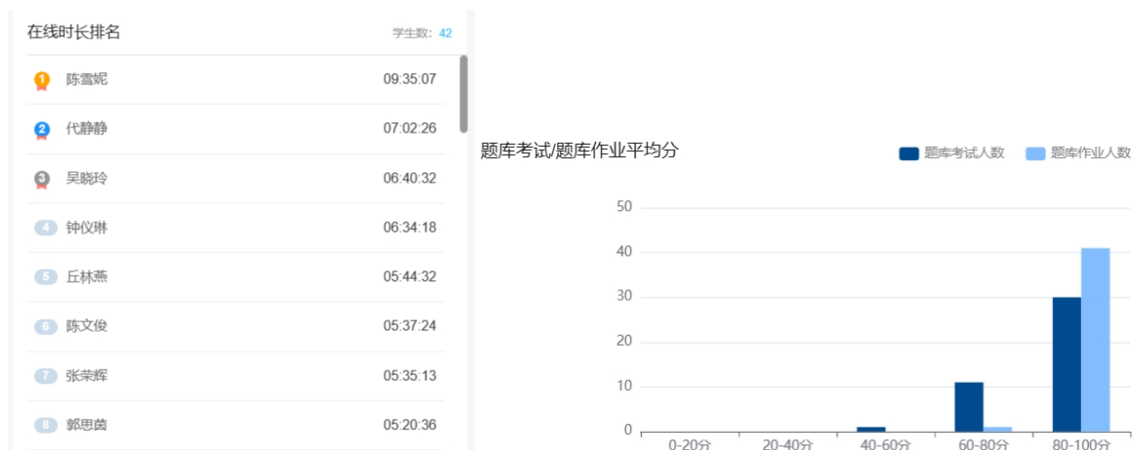 在线时长排名 学生数：42
1 陈雪妮 09:35:07
2 代静静 07:02:26
3 吴晓玲 06:40:32
4 钟仪琳 06:34:18
5 丘林燕 05:44:32
6 陈文俊 05:37:24
7 张荣辉 05:35:13
8 郭思茵 05:20:36
题库考试/题库作业平均分
题库考试人数 题库作业人数
50
40
30
20
10
0
0-20分 20-40分 40-60分 60-80分 80-100分